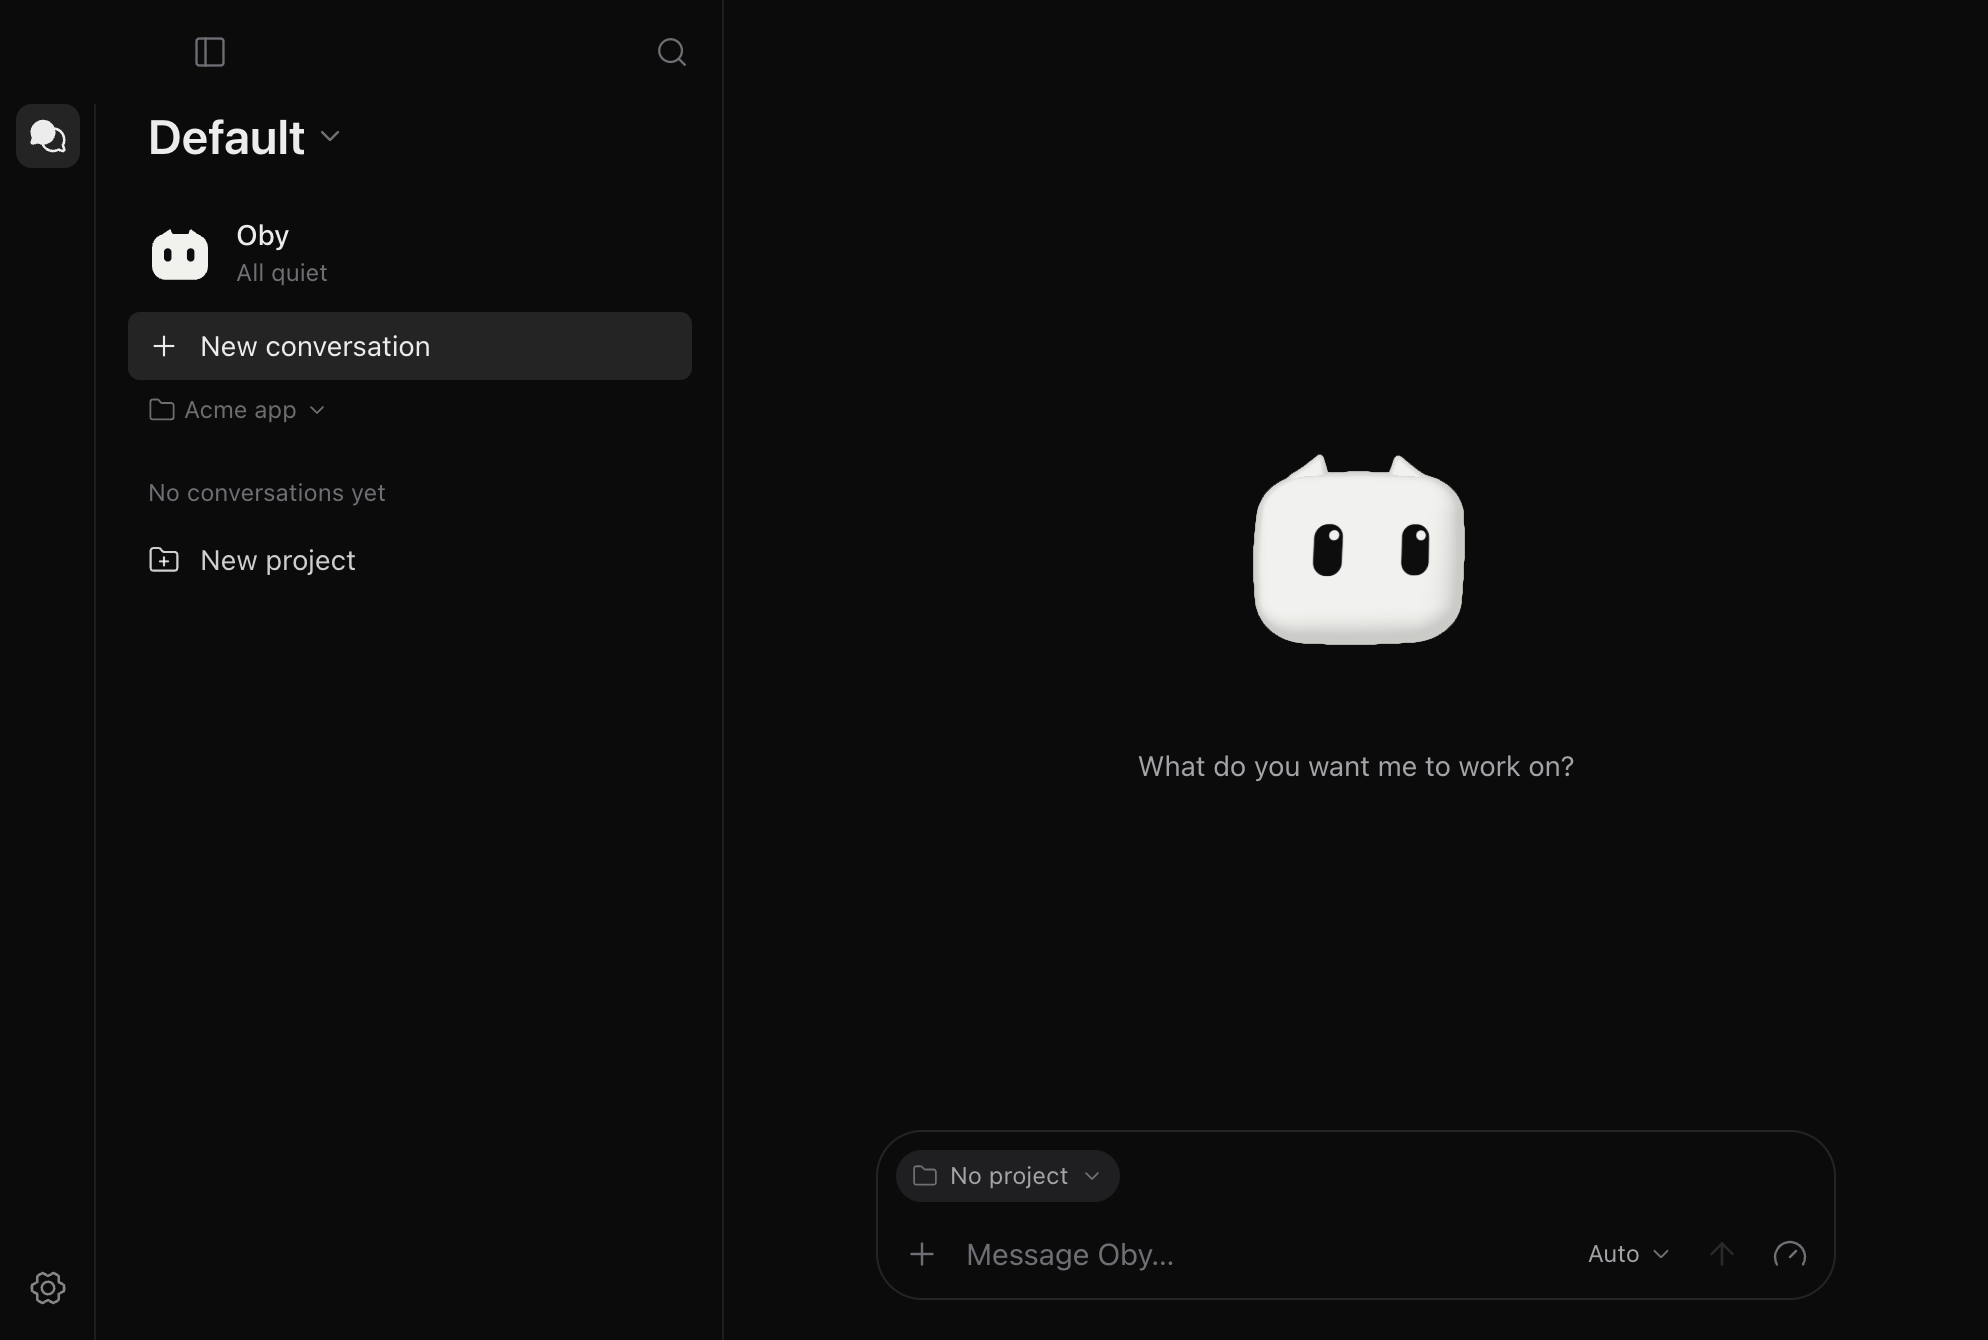 Default
Oby
All quiet
New conversation
Acme app
No conversations yet
New project
What do you want me to work on?
No project
Message Oby...
Auto